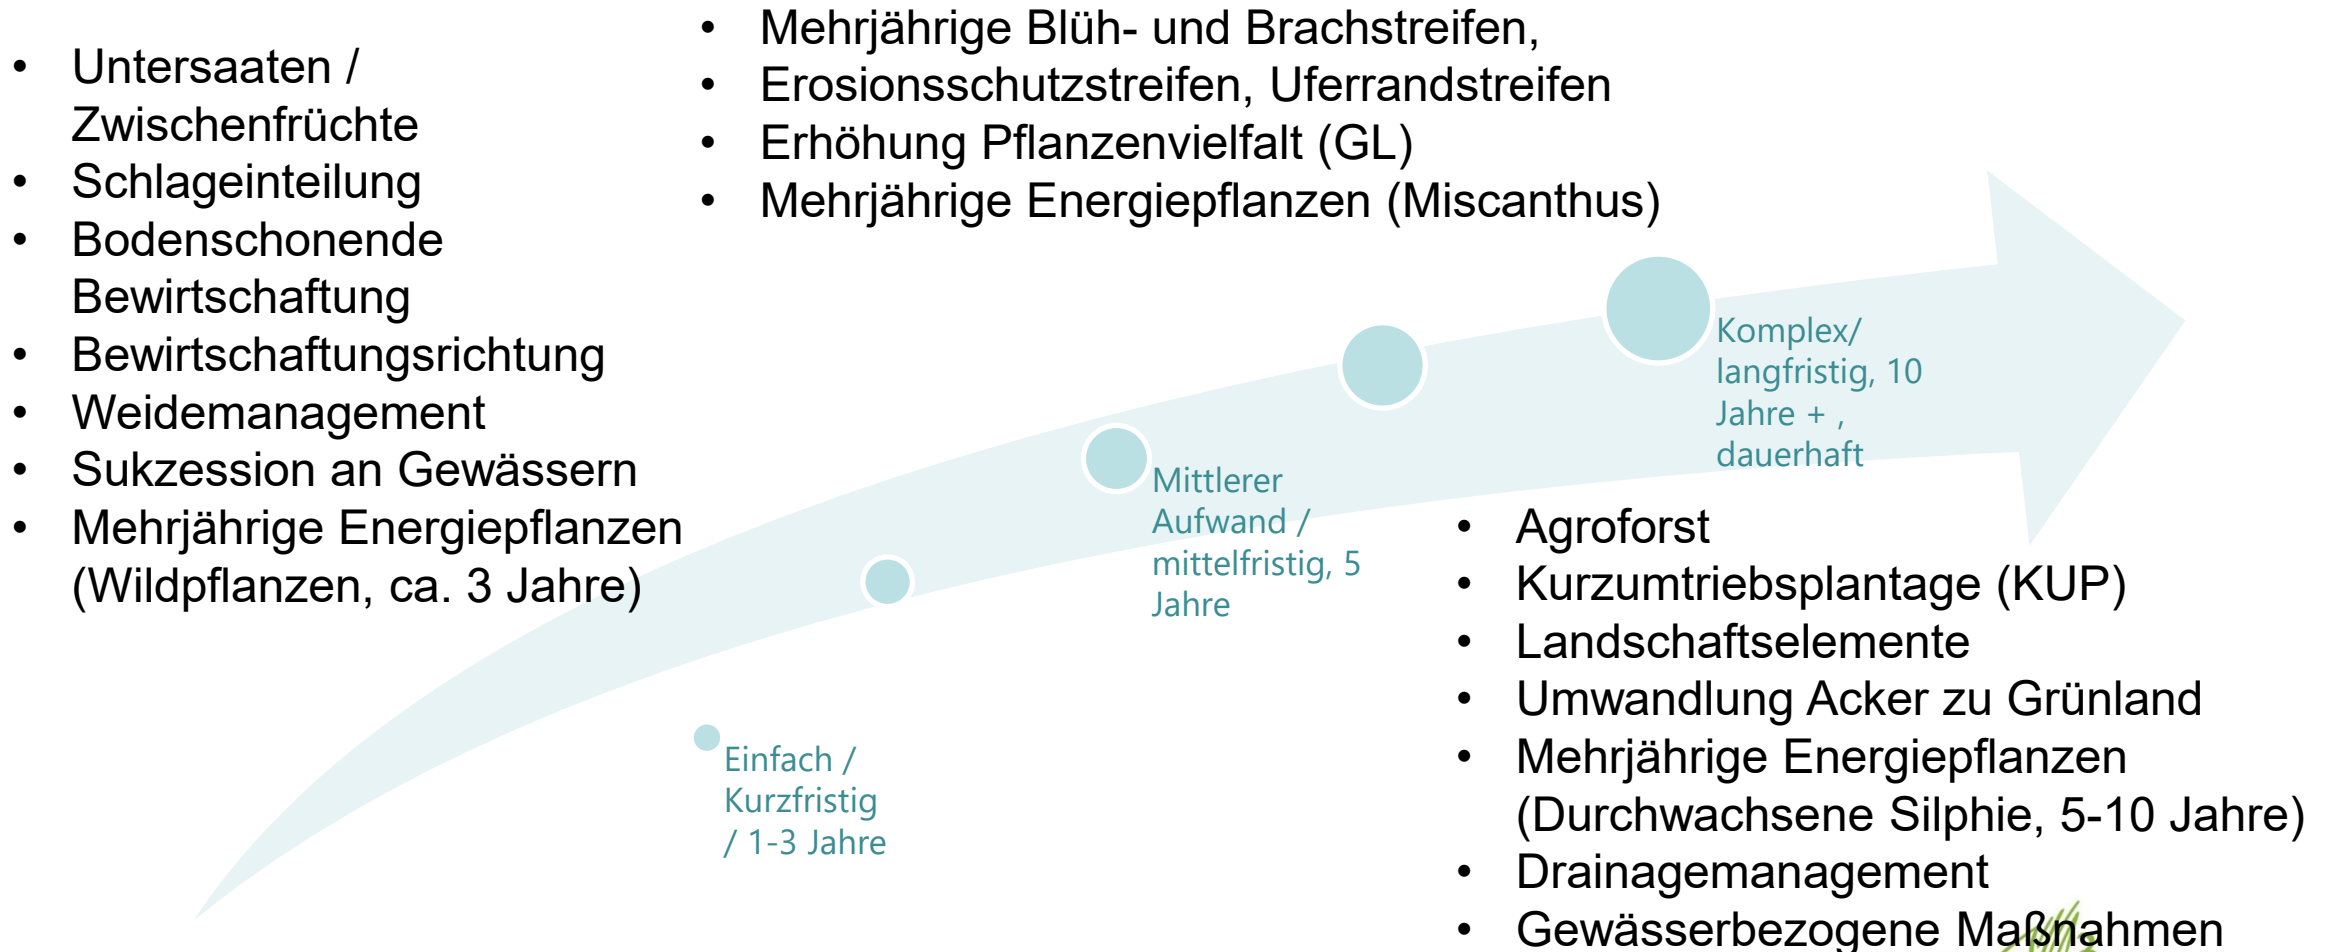 • Untersaaten /
Zwischenfrüchte
• Schlageinteilung
• Bodenschonende
Bewirtschaftung
• Bewirtschaftungsrichtung
• Weidemanagement
• Sukzession an Gewässern
• Mehrjährige Energiepflanzen
(Wildpflanzen, ca. 3 Jahre)
• Mehrjährige Blüh- und Brachstreifen,
• Erosionsschutzstreifen, Uferrandstreifen
• Erhöhung Pflanzenvielfalt (GL)
• Mehrjährige Energiepflanzen (Miscanthus)
Einfach /
Kurzfristig
/ 1-3 Jahre
Mittlerer
Aufwand /
mittelfristig, 5
Jahre
Komplex/
langfristig, 10
Jahre + ,
dauerhaft
• Agroforst
• Kurzumtriebsplantage (KUP)
• Landschaftselemente
• Umwandlung Acker zu Grünland
• Mehrjährige Energiepflanzen
(Durchwachsene Silphie, 5-10 Jahre)
• Drainagemanagement
• Gewässerbezogene Maßnahmen